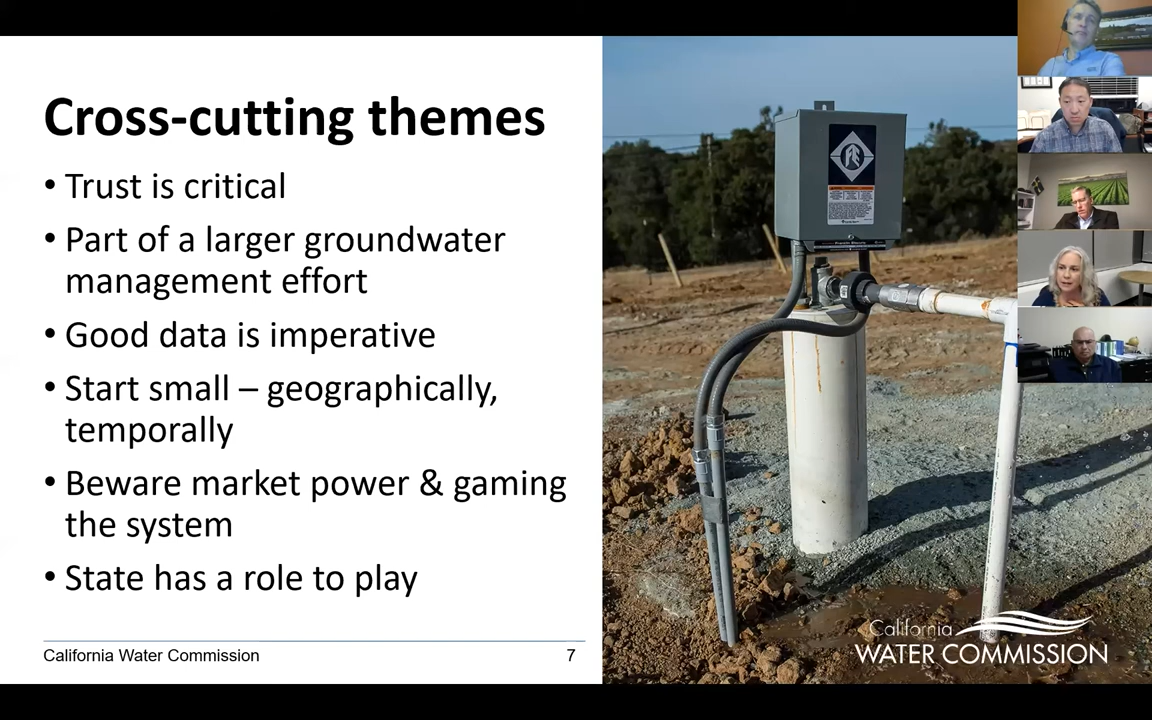 Cross-cutting themes
• Trust is critical
• Part of a larger groundwater
management effort
• Good data is imperative
• Start small – geographically,
temporally
• Beware market power & gaming
the system
• State has a role to play
California Water Commission
7
California
WATER COMMISSION